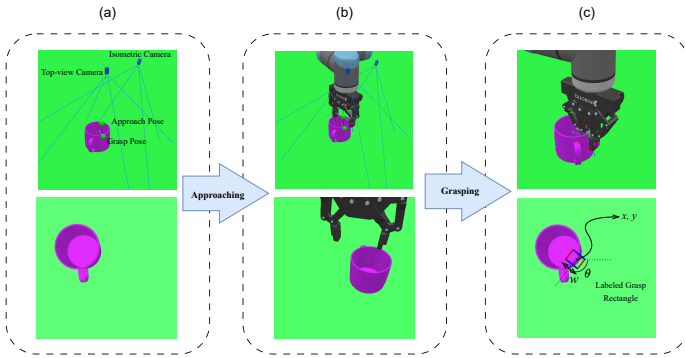 (a)
(b)
(c)
Isometric Camera
Top-view Camera
Approach Pose
Grasp Pose
Approaching
Grasping
x, y
θ
w
Labeled Grasp
Rectangle